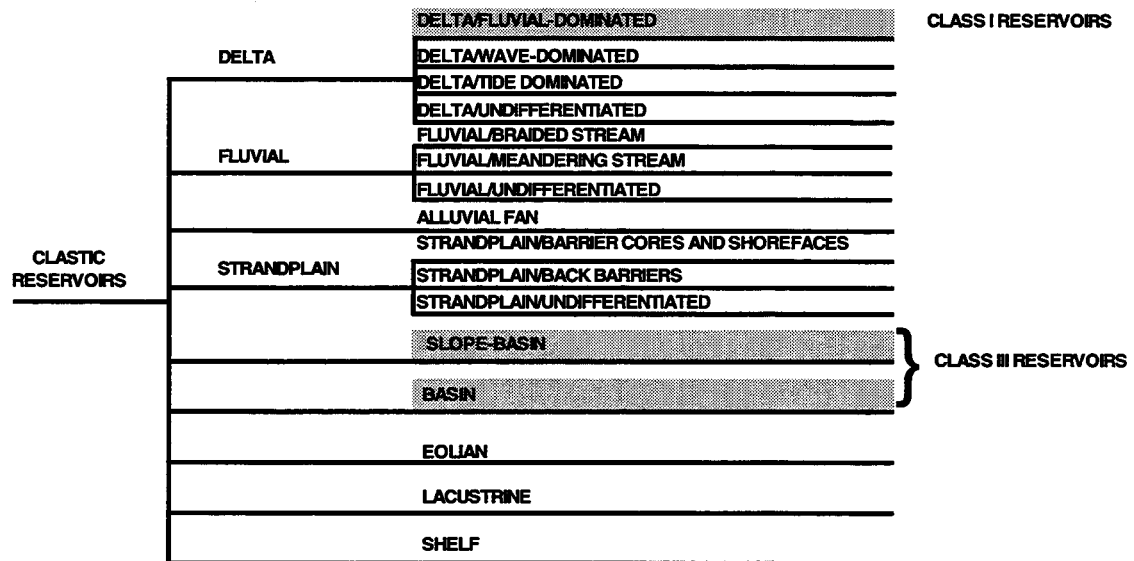 DELTA/FLUVIAL-DOMINATED
CLASS I RESERVOIRS
DELTA
DELTA/WAVE-DOMINATED
DELTA/TIDE DOMINATED
DELTA/UNDIFFERENTIATED
FLUVIAL/BRAIDED STREAM
FLUVIAL
FLUVIAL/MEANDERING STREAM
FLUVIAL/UNDIFFERENTIATED
ALLUVIAL FAN
STRANDPLAIN/BARRIER CORES AND SHOREFACES
CLASTIC
RESERVOIRS
STRANDPLAIN
STRANDPLAIN/BACK BARRIERS
STRANDPLAIN/UNDIFFERENTIATED
SLOPE-BASIN
CLASS III RESERVOIRS
BASIN
EOLIAN
LACUSTRINE
SHELF